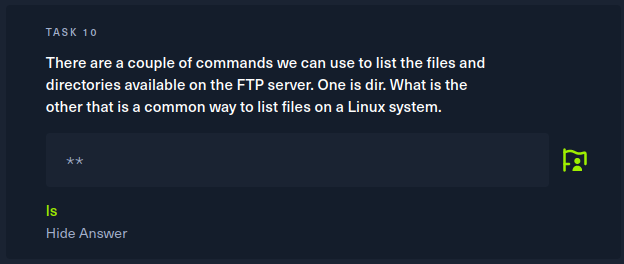 TASK 10
There are a couple of commands we can use to list the files and
directories available on the FTP server. One is dir. What is the
other that is a common way to list files on a Linux system.
**
ls
Hide Answer